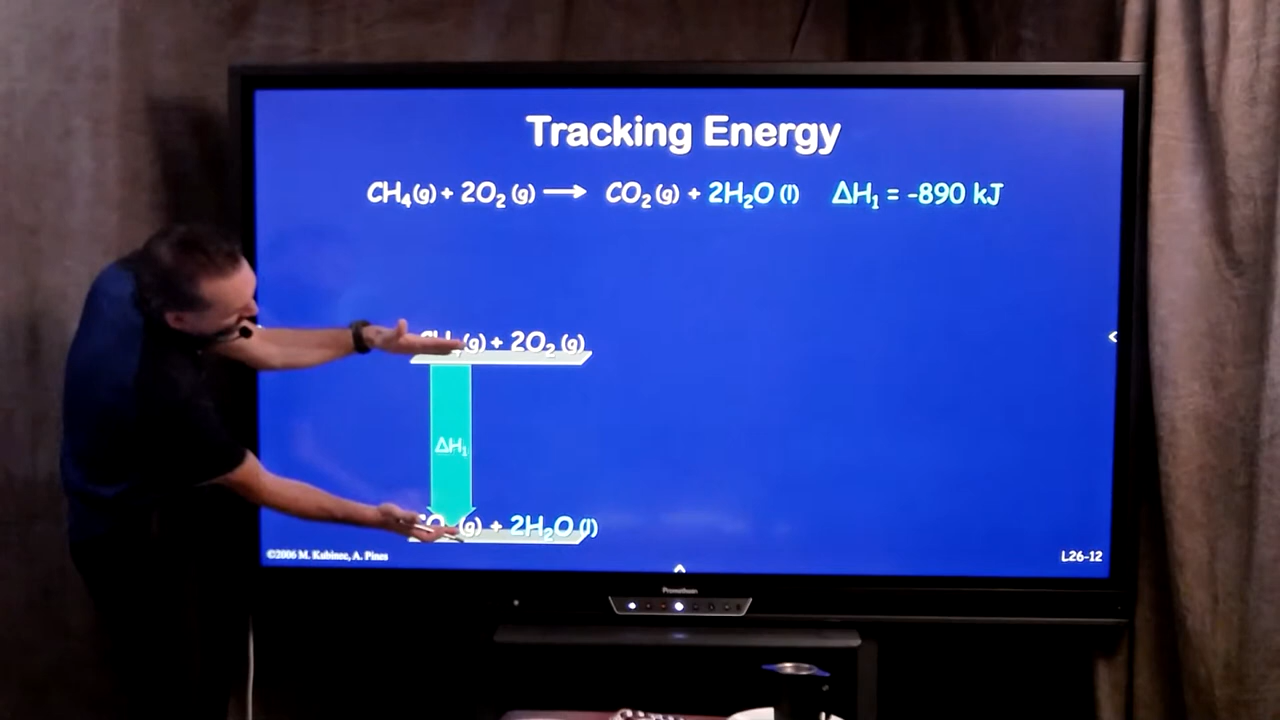 Tracking Energy
CH₄(g) + 2O₂ (g) ⟶ CO₂ (g) + 2H₂O (l) ΔH₁ = -890 kJ
(g) + 2O₂ (g)
ΔH₁
(g) + 2H₂O (l)
©2006 M. Kubinec, A. Pines
L26-12
Promethean